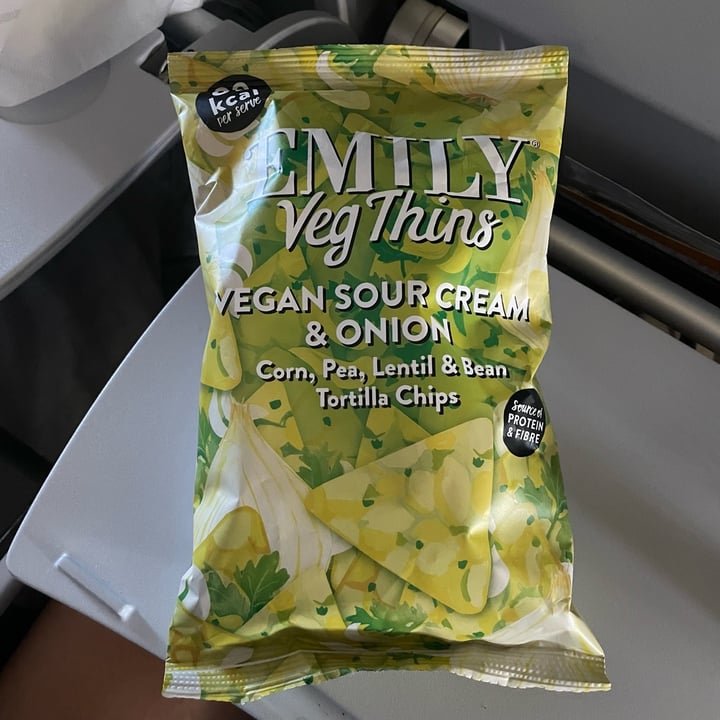 kcal
per serve
EMILY®
Veg Thins
VEGAN SOUR CREAM
& ONION
Corn, Pea, Lentil & Bean
Tortilla Chips
Source of
PROTEIN
& FIBRE